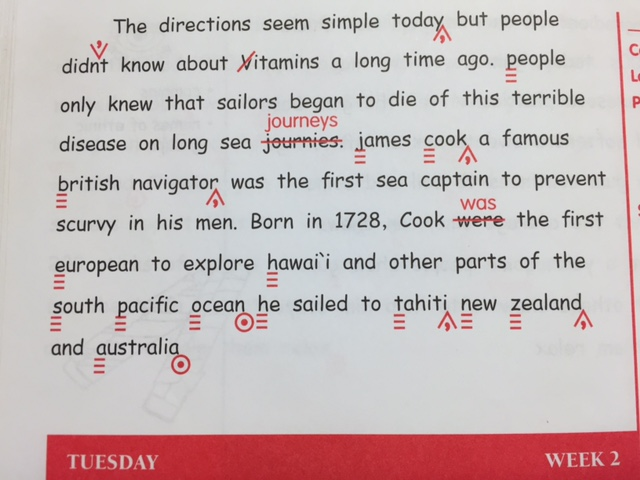 The directions seem simple today, but people
didn't know about Vitamins a long time ago. people
only knew that sailors began to die of this terrible
journeys
disease on long sea journies. james cook, a famous
british navigator, was the first sea captain to prevent
was
scurvy in his men. Born in 1728, Cook were the first
european to explore hawai`i and other parts of the
south pacific ocean⊙ he sailed to tahiti, new zealand,
and australia⊙
TUESDAY
WEEK 2